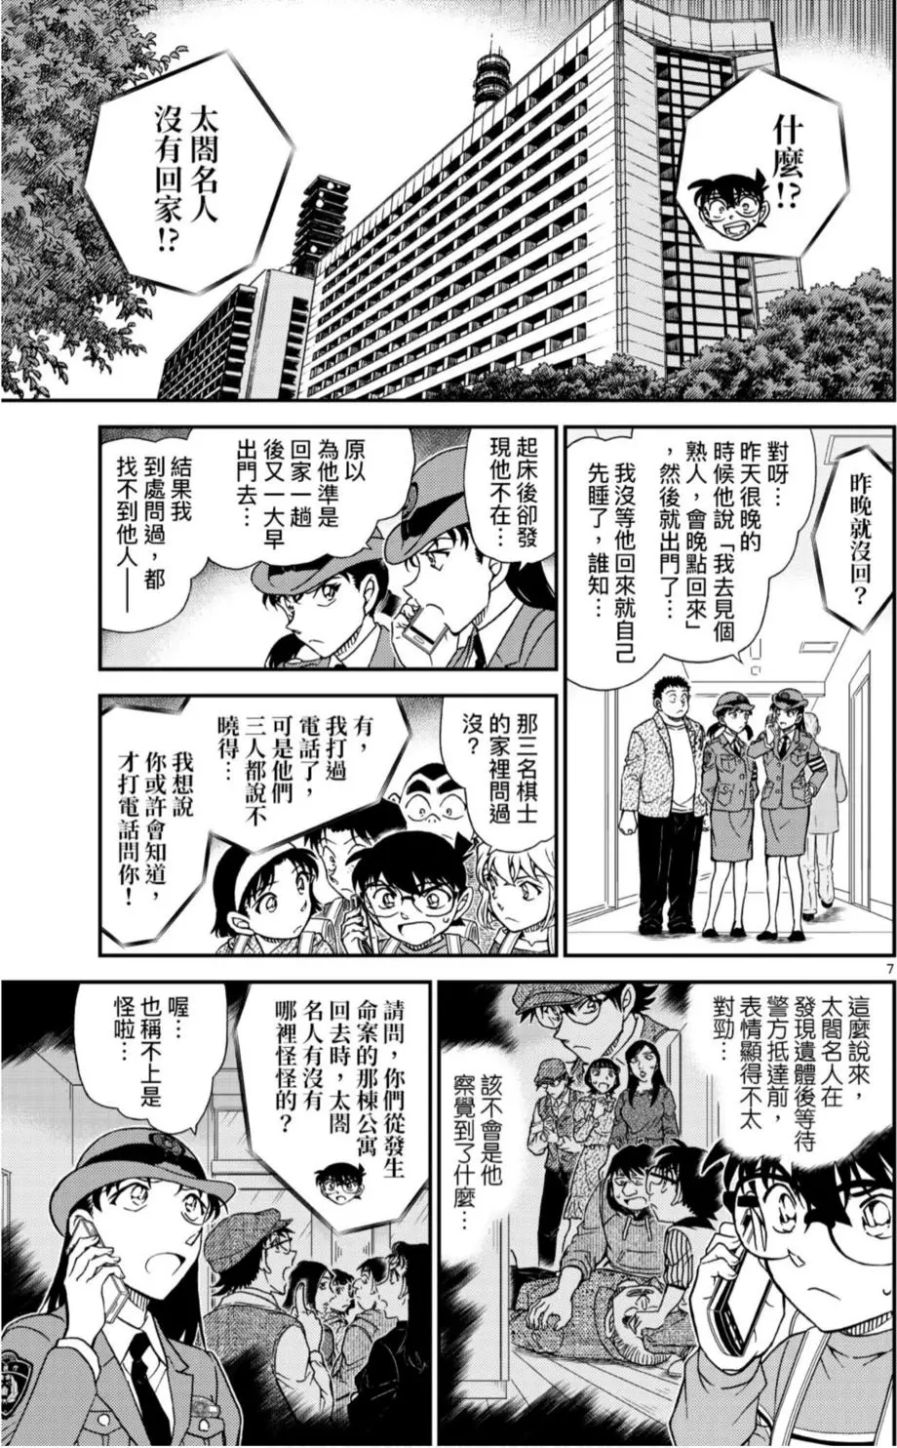 什麼!?
太閤名人
沒有回家!?
昨晚就沒回?
對呀…
昨天很晚的
時候他說「我去見個
熟人,會晚點回來」
,然後就出門了…
我沒等他回來就自己
先睡了,誰知…
起床後卻發
現他不在…
原以
為他準是
回家一趟
後又一大早
出門去…
結果我
到處問過,都
找不到他人——
那三名棋士
的家裡問過
沒?
有,
我打過
電話了,
可是他們
三人都說不
曉得…
我想說
你或許會知道,
才打電話問你!
7
這麼說來,
太閤名人在
發現遺體後等待
警方抵達前,
表情顯得不太
對勁…
該不會是他
察覺到了什麼…
請問,你們從發生
命案的那棟公寓
回去時,太閤
名人有沒有
哪裡怪怪的?
喔…
也稱不上是
怪啦…